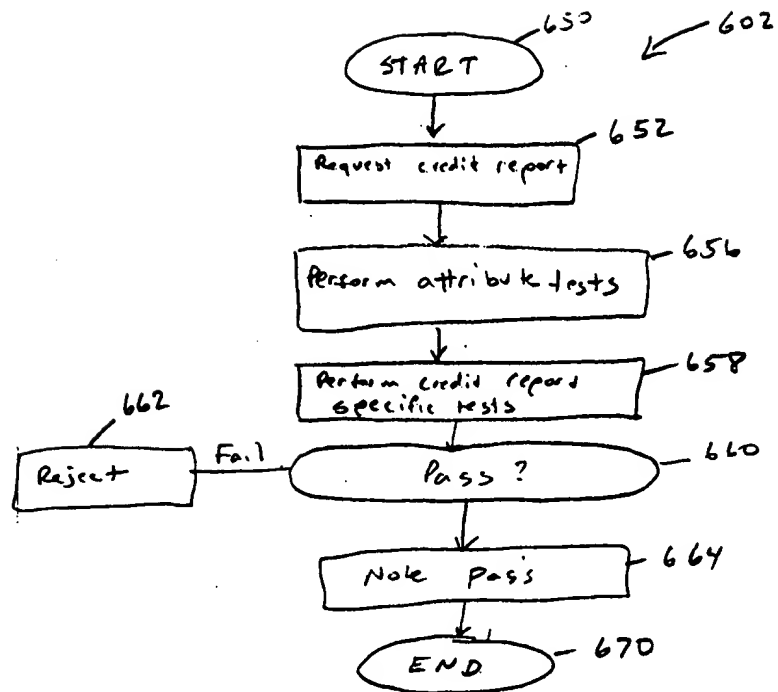 650
602
START
652
Request credit report
656
Perform attribute tests
658
Perform credit report
specific tests
662
660
Reject
Fail
Pass ?
664
Note pass
670
END